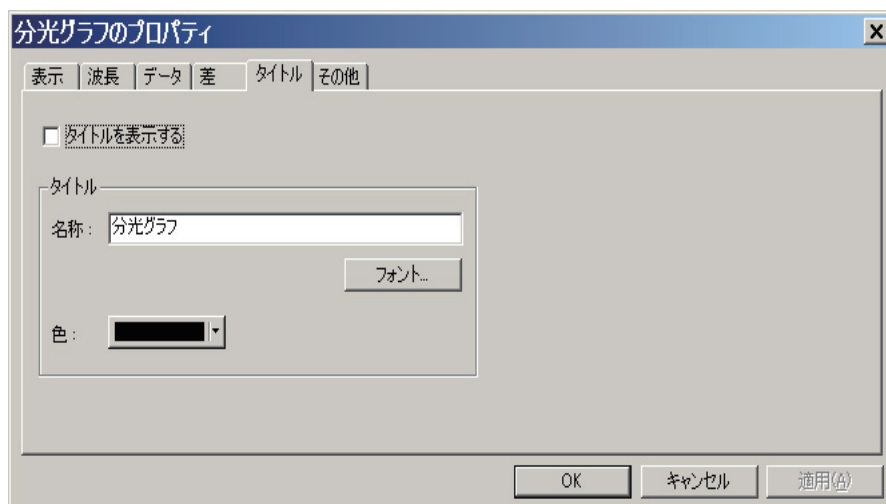 分光グラフのプロパティ
表示 波長 データ 差 タイトル その他
タイトルを表示する
タイトル
名称： 分光グラフ
フォント...
色：
OK キャンセル 適用(A)